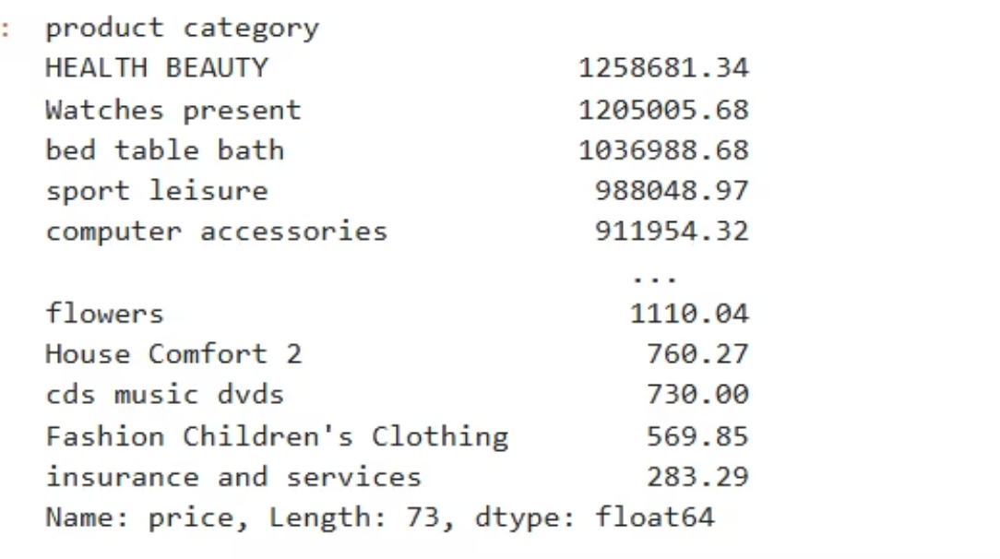 : product category
HEALTH BEAUTY 1258681.34
Watches present 1205005.68
bed table bath 1036988.68
sport leisure 988048.97
computer accessories 911954.32
...
flowers 1110.04
House Comfort 2 760.27
cds music dvds 730.00
Fashion Children's Clothing 569.85
insurance and services 283.29
Name: price, Length: 73, dtype: float64